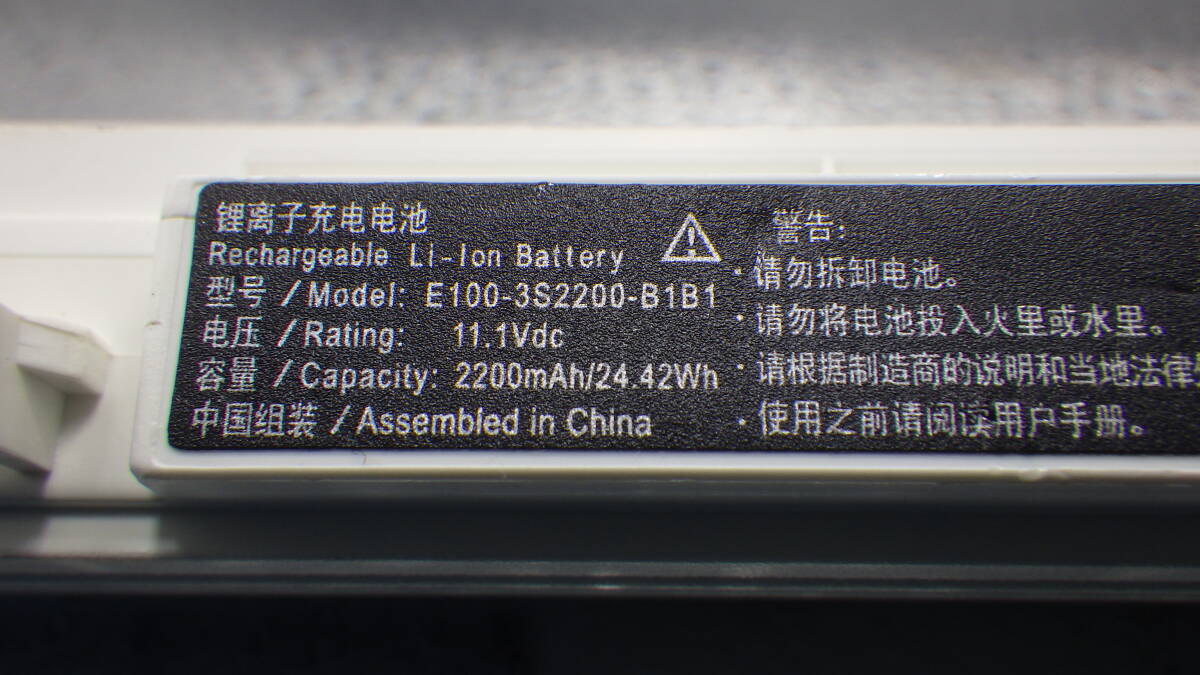 锂离子充电电池
Rechargeable Li-Ion Battery
型号 /Model: E100-3S2200-B1B1
电压 /Rating: 11.1Vdc
容量 /Capacity: 2200mAh/24.42Wh
中国组装 /Assembled in China
警告:
·请勿拆卸电池。
·请勿将电池投入火里或水里。
·请根据制造商的说明和当地法律
·使用之前请阅读用户手册。